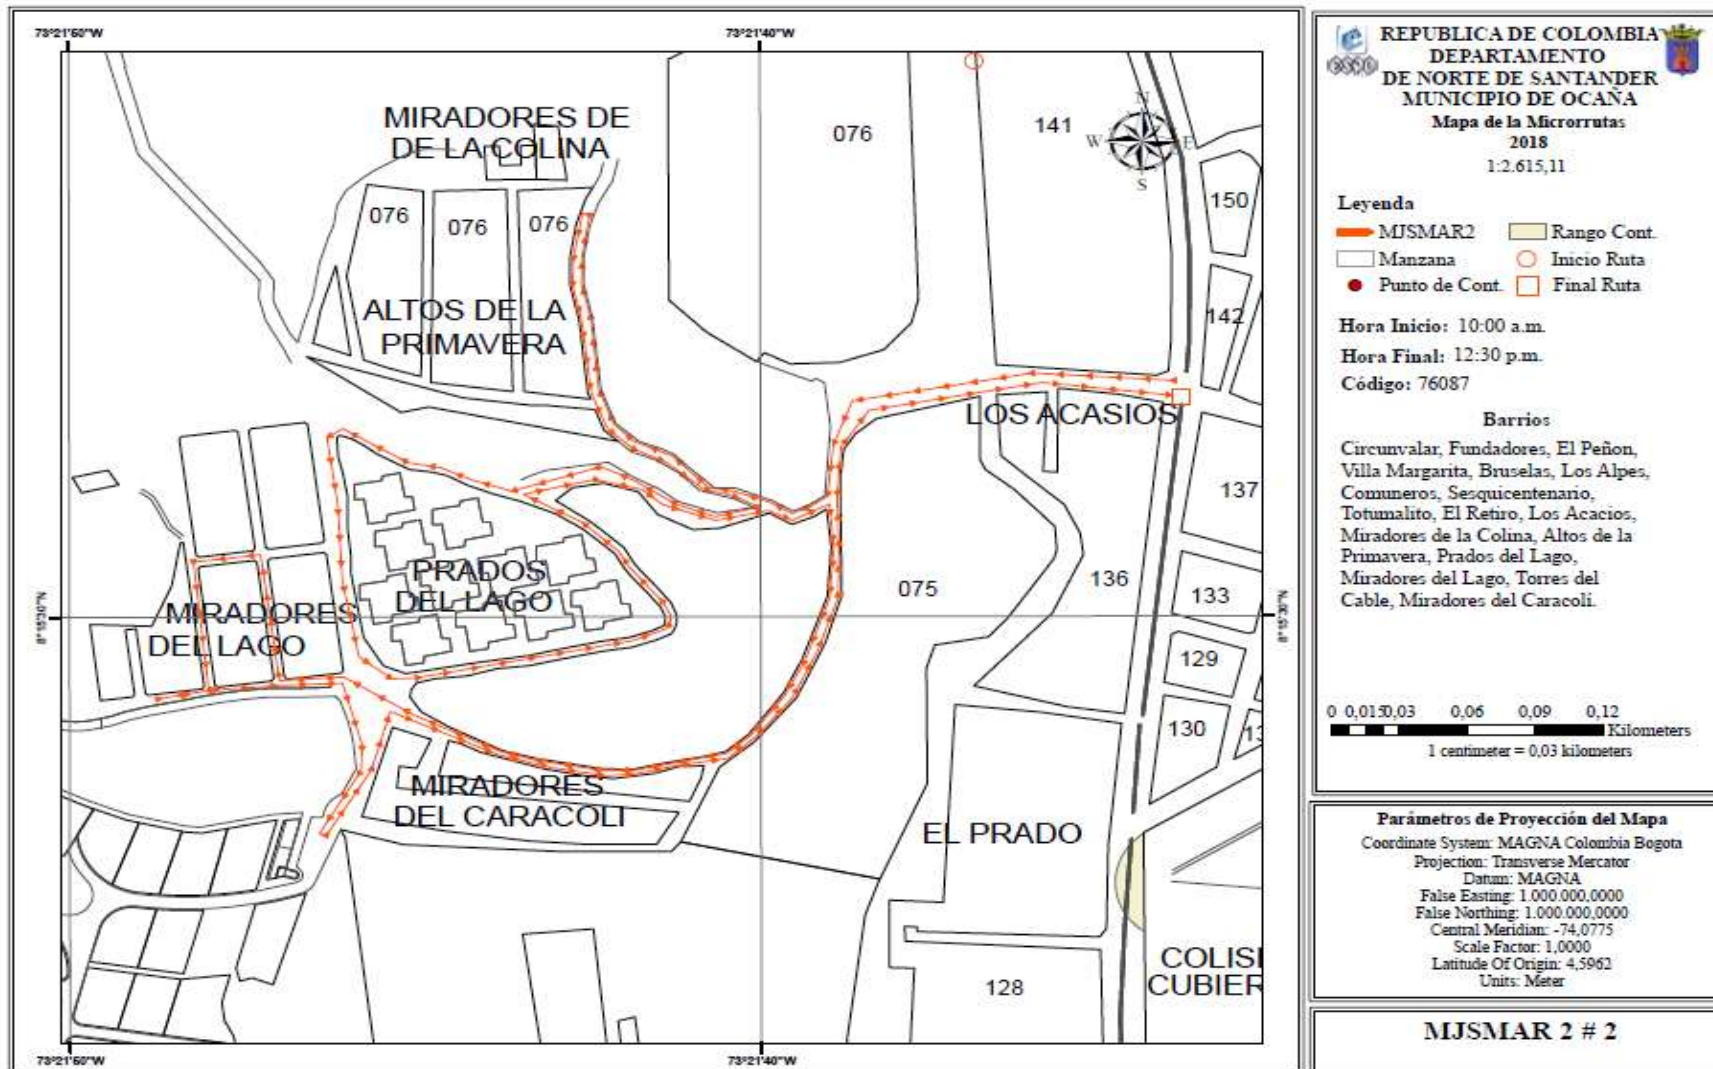 73°21'50"W
73°21'40"W
MIRADORES DE
DE LA COLINA
076
141
N
W
E
S
150
076
076
076
ALTOS DE LA
PRIMAVERA
142
LOS ACASIOS
137
PRADOS
DEL LAGO
075
136
133
MIRADORES
DEL LAGO
129
130
13
MIRADORES
DEL CARACOLI
EL PRADO
COLISI
CUBIER
128
73°21'50"W
73°21'40"W
REPUBLICA DE COLOMBIA
DEPARTAMENTO
DE NORTE DE SANTANDER
MUNICIPIO DE OCAÑA
Mapa de la Microrrutas
2018
1:2.615,11
Leyenda
MJSMAR2
Rango Cont.
Manzana
Inicio Ruta
Punto de Cont.
Final Ruta
Hora Inicio: 10:00 a.m.
Hora Final: 12:30 p.m.
Código: 76087
Barrios
Circunvalar, Fundadores, El Peñon,
Villa Margarita, Bruselas, Los Alpes,
Comuneros, Sesquicentenario,
Totumalito, El Retiro, Los Acacios,
Miradores de la Colina, Altos de la
Primavera, Prados del Lago,
Miradores del Lago, Torres del
Cable, Miradores del Caracolí.
0 0,0150,03 0,06 0,09 0,12
Kilometers
1 centimeter = 0,03 kilometers
Parámetros de Proyección del Mapa
Coordinate System: MAGNA Colombia Bogota
Projection: Transverse Mercator
Datum: MAGNA
False Easting: 1.000.000,0000
False Northing: 1.000.000,0000
Central Meridian: -74,0775
Scale Factor: 1,0000
Latitude Of Origin: 4,5962
Units: Meter
MJSMAR 2 # 2